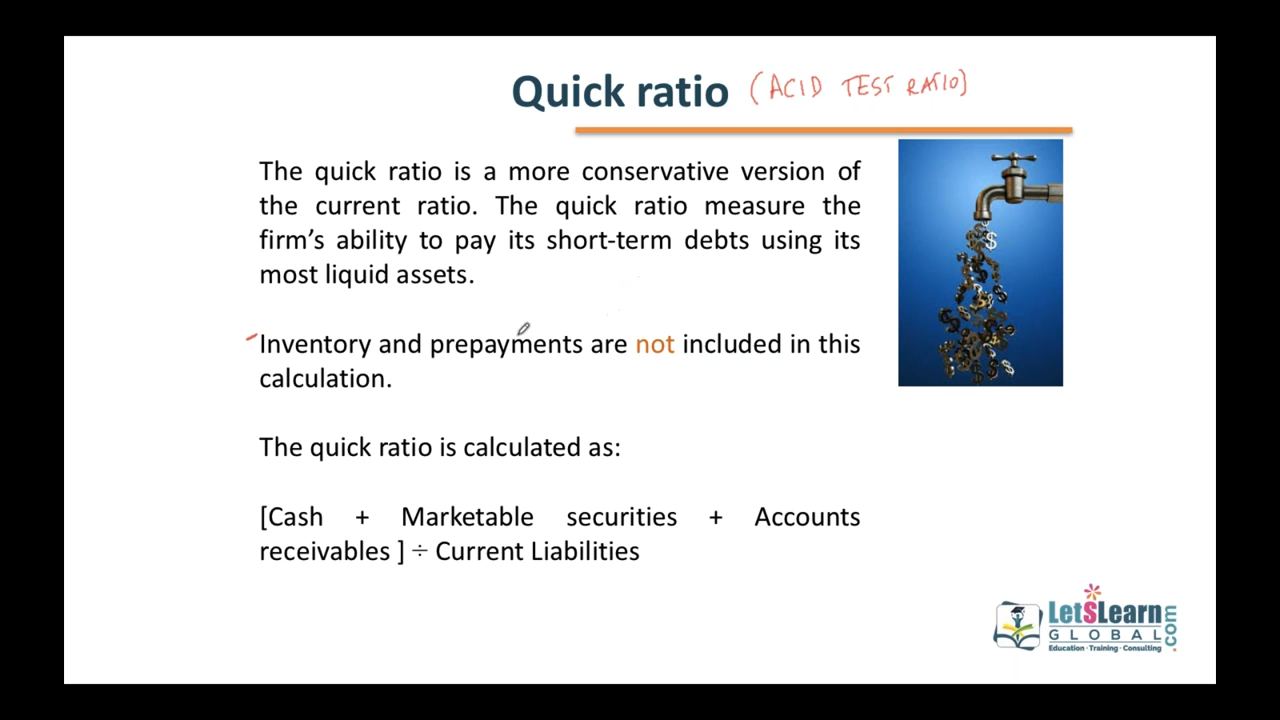 Quick ratio (ACID TEST RATIO)
The quick ratio is a more conservative version of
the current ratio. The quick ratio measure the
firm’s ability to pay its short-term debts using its
most liquid assets.
Inventory and prepayments are not included in this
calculation.
The quick ratio is calculated as:
[Cash + Marketable securities + Accounts
receivables ] ÷ Current Liabilities
LetSLearn
GLOBAL
.com
Education · Training · Consulting